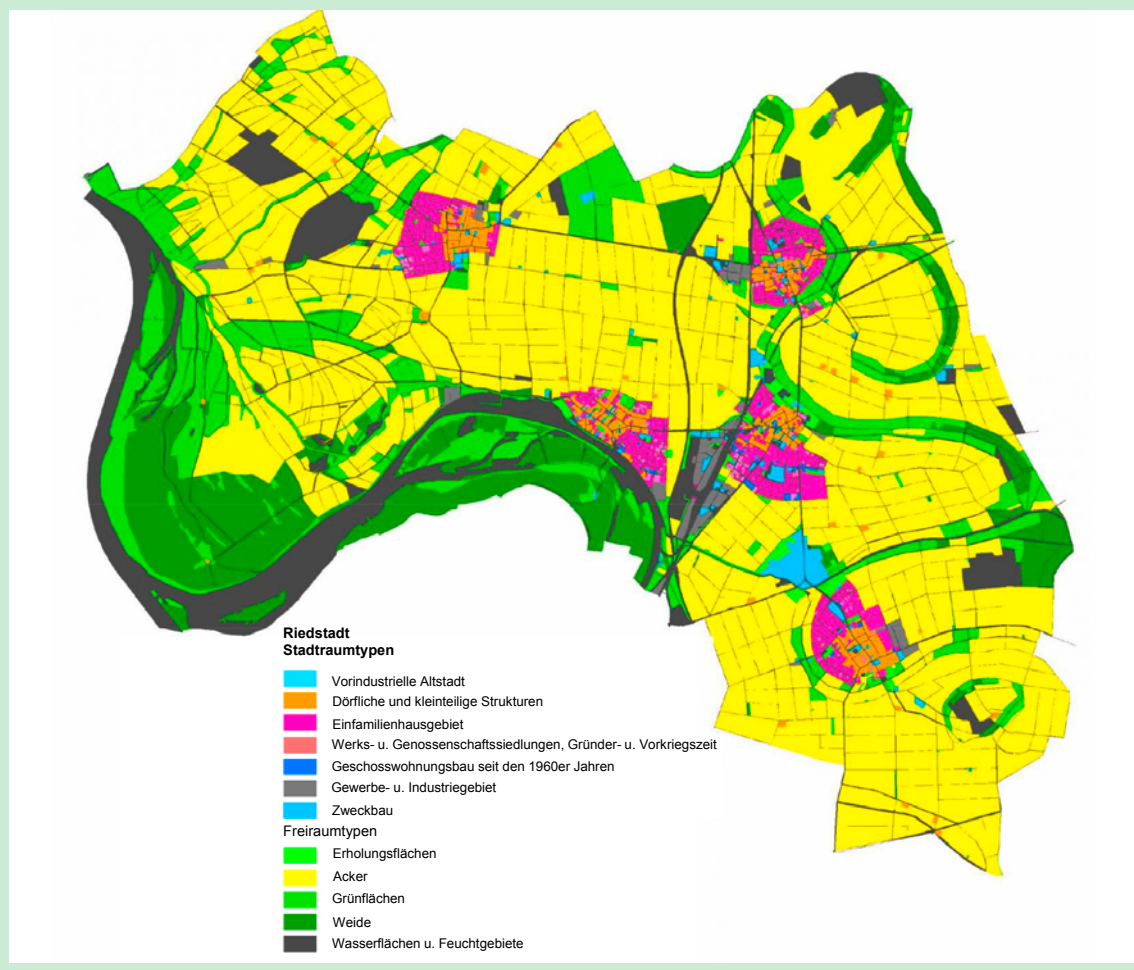 Riedstadt
Stadtraumtypen
Vorindustrielle Altstadt
Dörfliche und kleinteilige Strukturen
Einfamilienhausgebiet
Werks- u. Genossenschaftssiedlungen, Gründer- u. Vorkriegszeit
Geschosswohnungsbau seit den 1960er Jahren
Gewerbe- u. Industriegebiet
Zweckbau
Freiraumtypen
Erholungsflächen
Acker
Grünflächen
Weide
Wasserflächen u. Feuchtgebiete